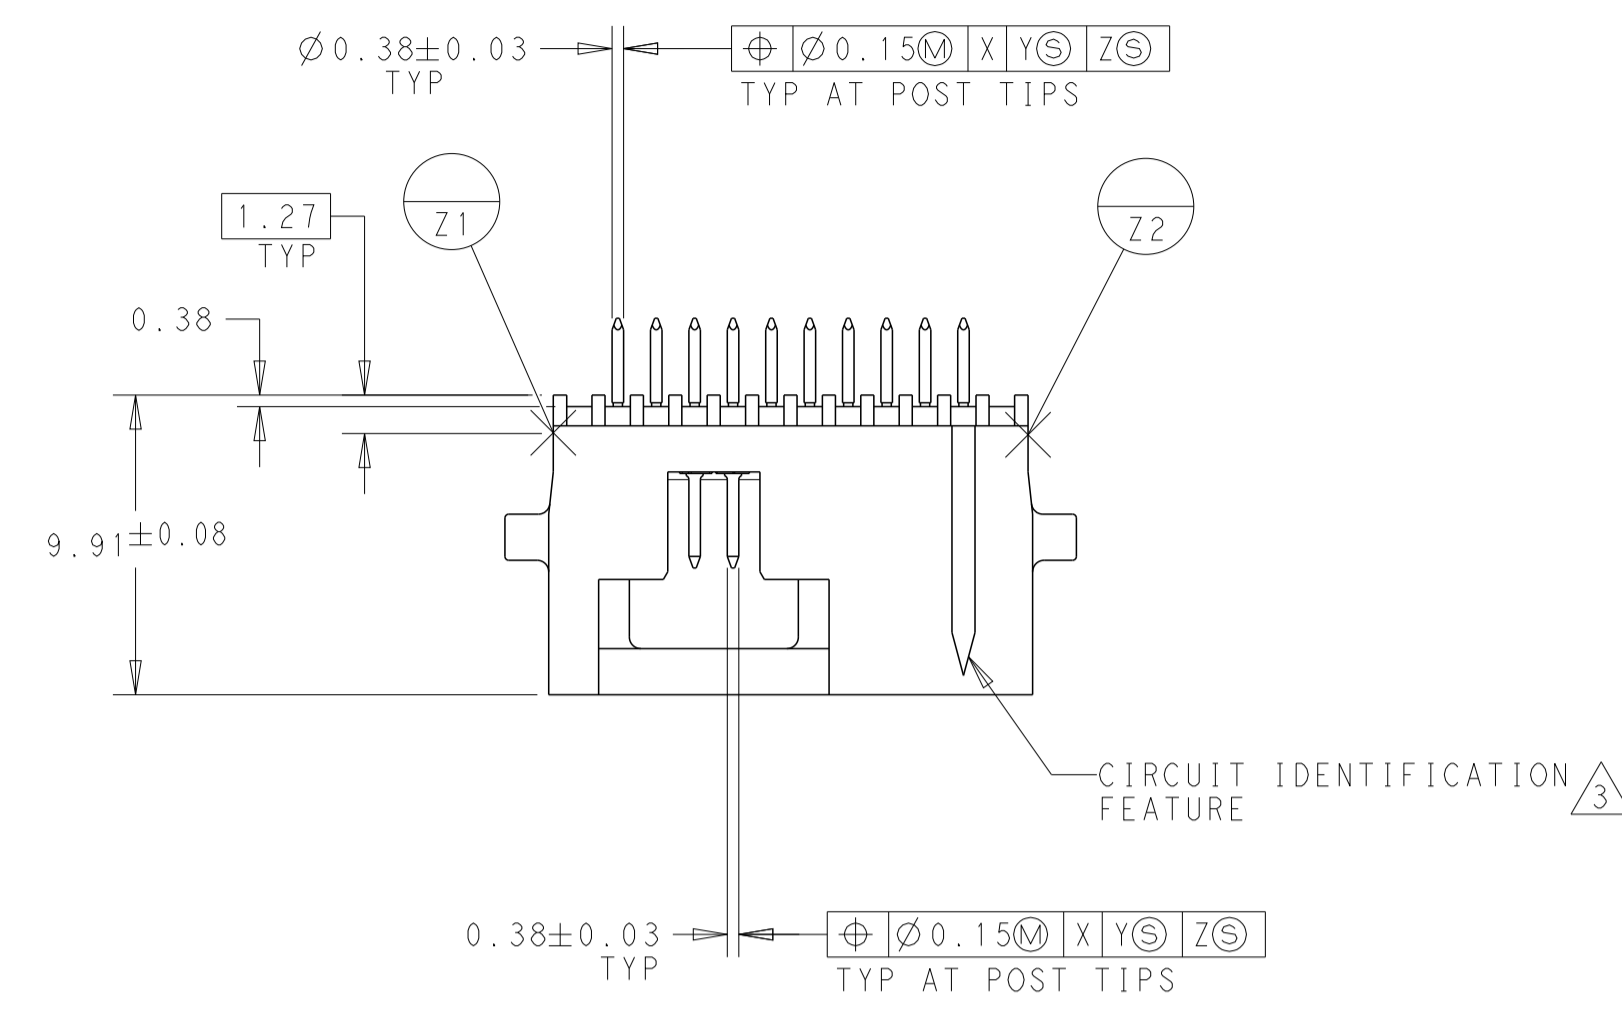 ⌀0.38±0.03
TYP
⌖ ⌀0.15Ⓜ X YⓈ ZⓈ
TYP AT POST TIPS
Z1
Z2
1.27
TYP
0.38
9.91±0.08
CIRCUIT IDENTIFICATION 3
FEATURE
0.38±0.03
TYP
⌖ ⌀0.15Ⓜ X YⓈ ZⓈ
TYP AT POST TIPS